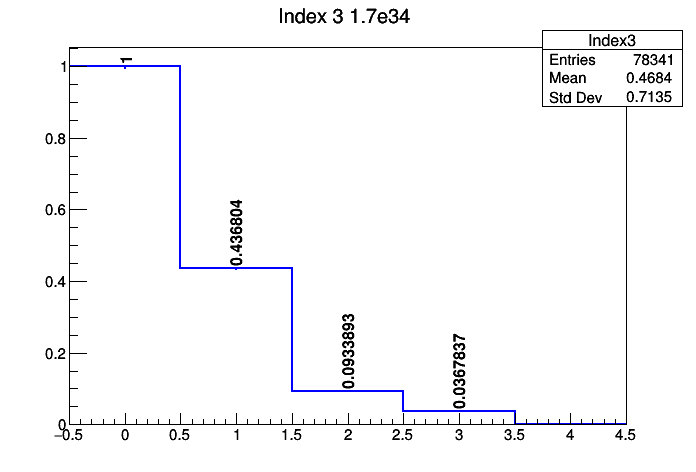 Index 3 1.7e34
Index3
Entries 78341
Mean 0.4684
Std Dev 0.7135
1
0.8
0.6
0.4
0.2
0
1
0.436804
0.0933893
0.0367837
−0.5 0 0.5 1 1.5 2 2.5 3 3.5 4 4.5